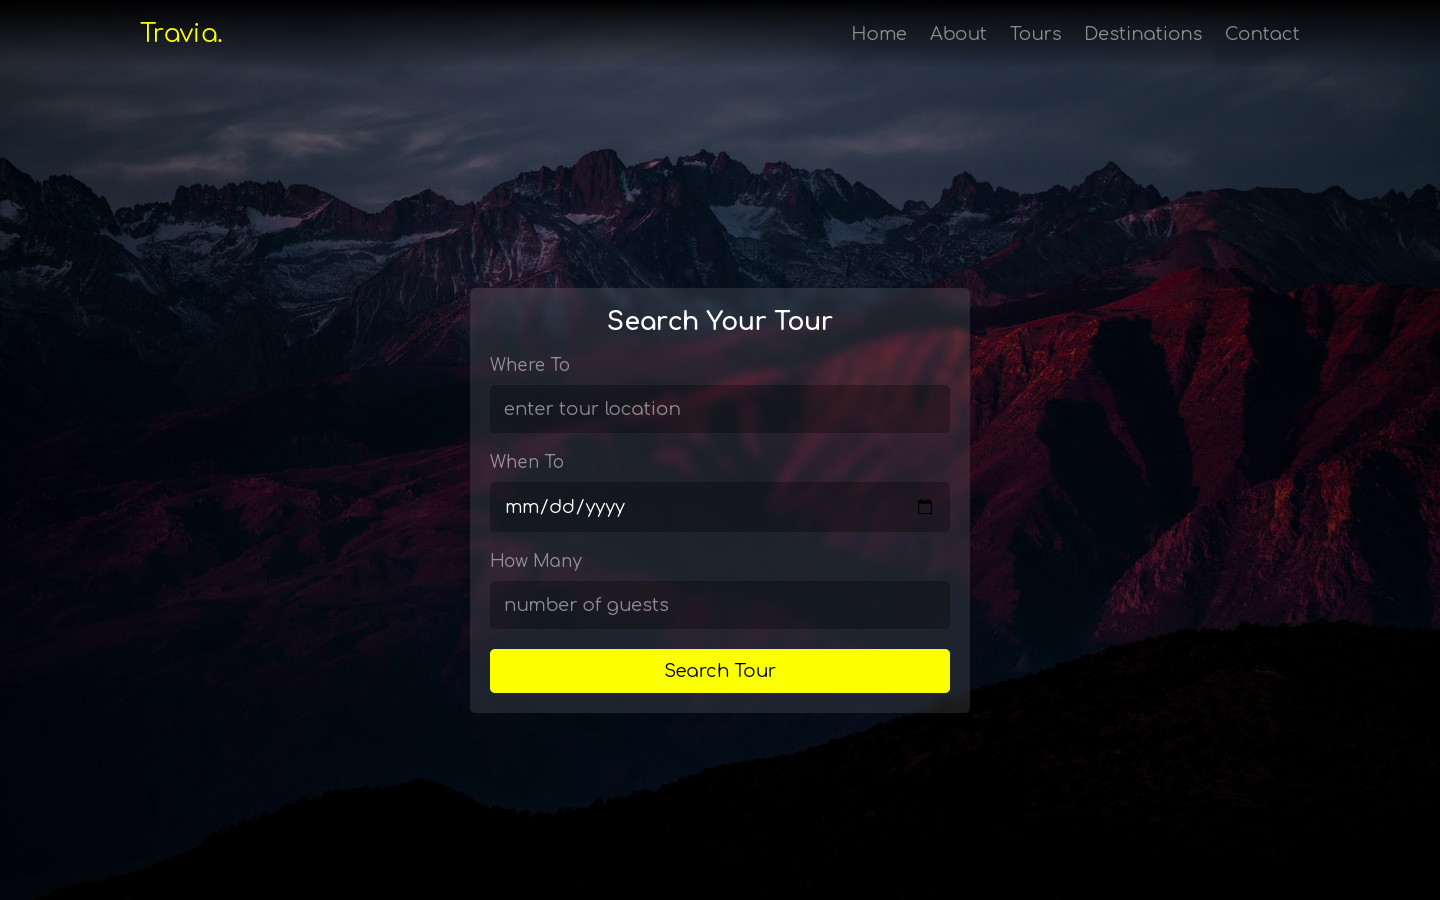 Travia.
Home About Tours Destinations Contact
Search Your Tour
Where To
enter tour location
When To
mm/dd/yyyy
How Many
number of guests
Search Tour